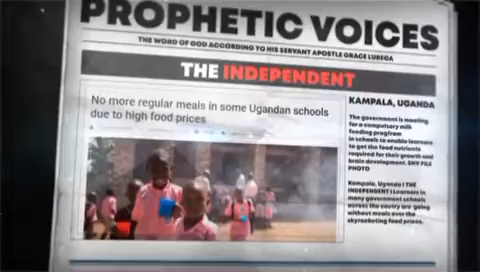 PROPHETIC VOICES
THE WORD OF GOD ACCORDING TO HIS SERVANT APOSTLE GRACE LUBEGA
THE INDEPENDENT
No more regular meals in some Ugandan schools
due to high food prices
KAMPALA, UGANDA
The government is meeting
for a compulsory milk
feeding program
in schools to enable learners
to get the food nutrients
required for their growth and
brain development. SNY FILE
PHOTO
Kampala, Uganda I THE
INDEPENDENT I Learners in
many government schools
across the country are going
without meals over the
skyrocketing food prices.